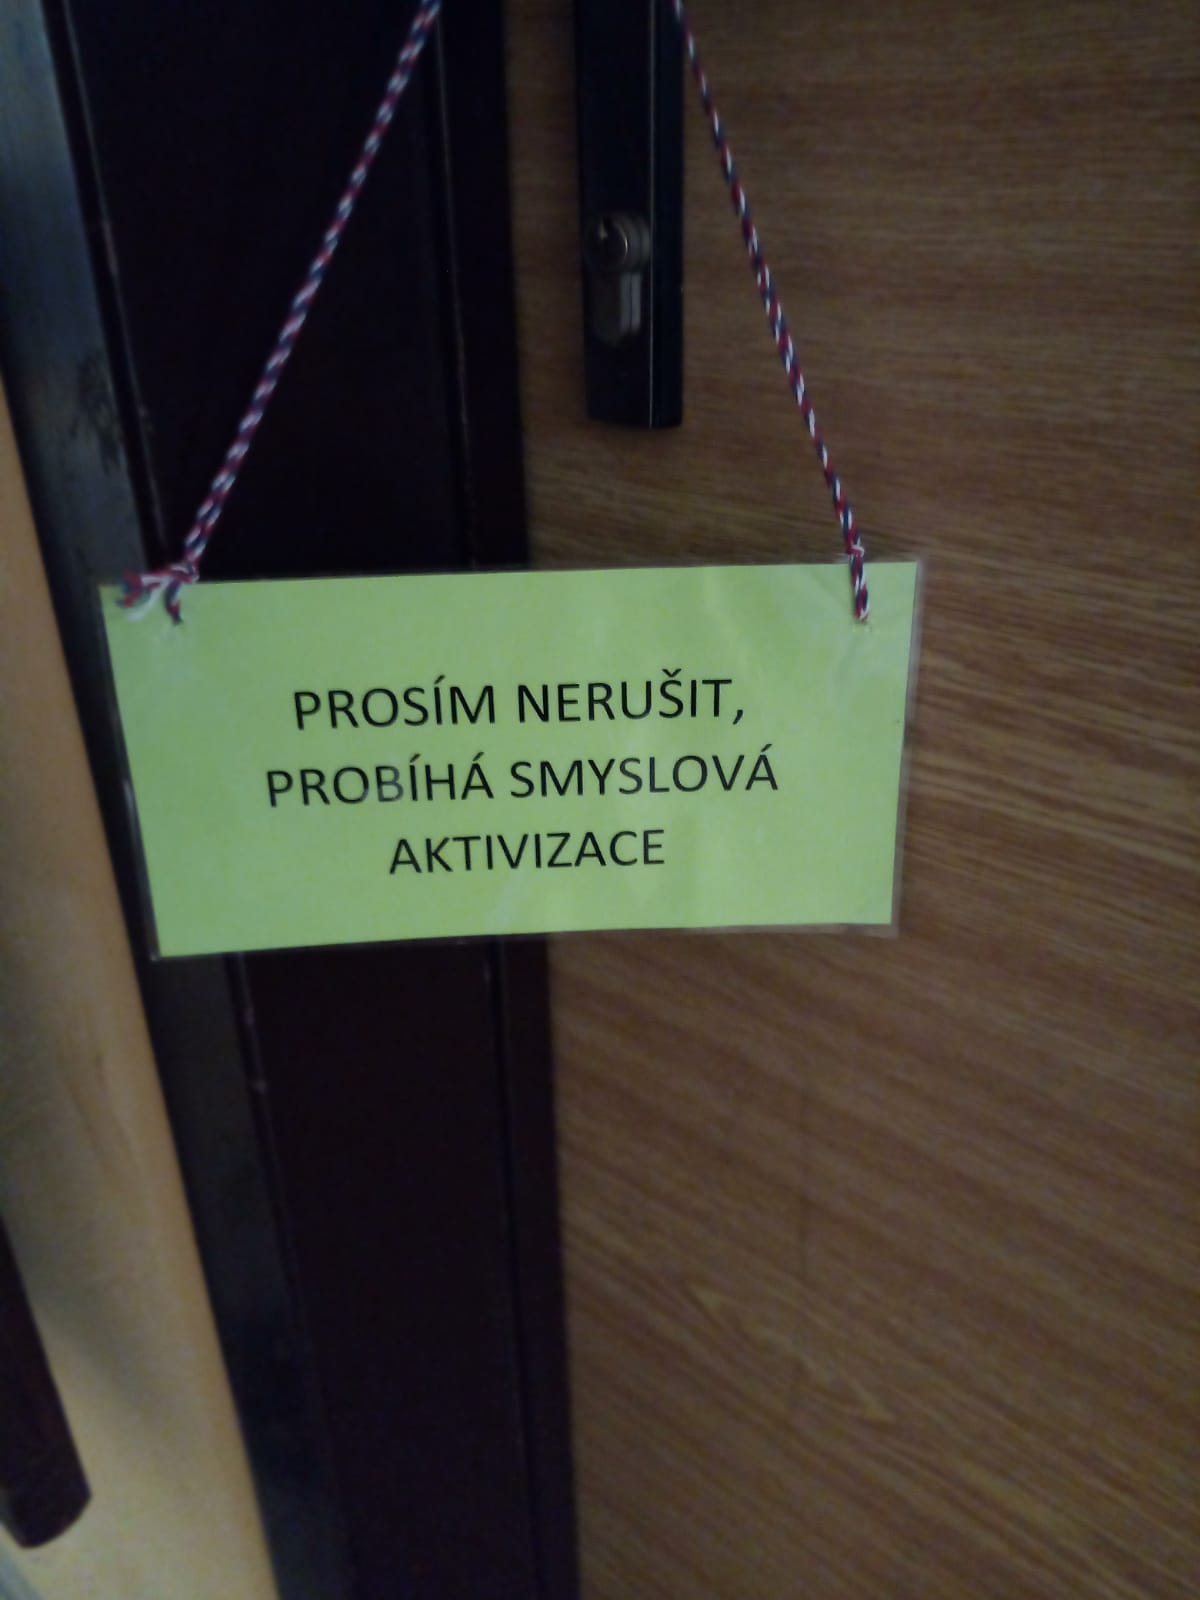 PROSÍM NERUŠIT,
PROBÍHÁ SMYSLOVÁ
AKTIVIZACE